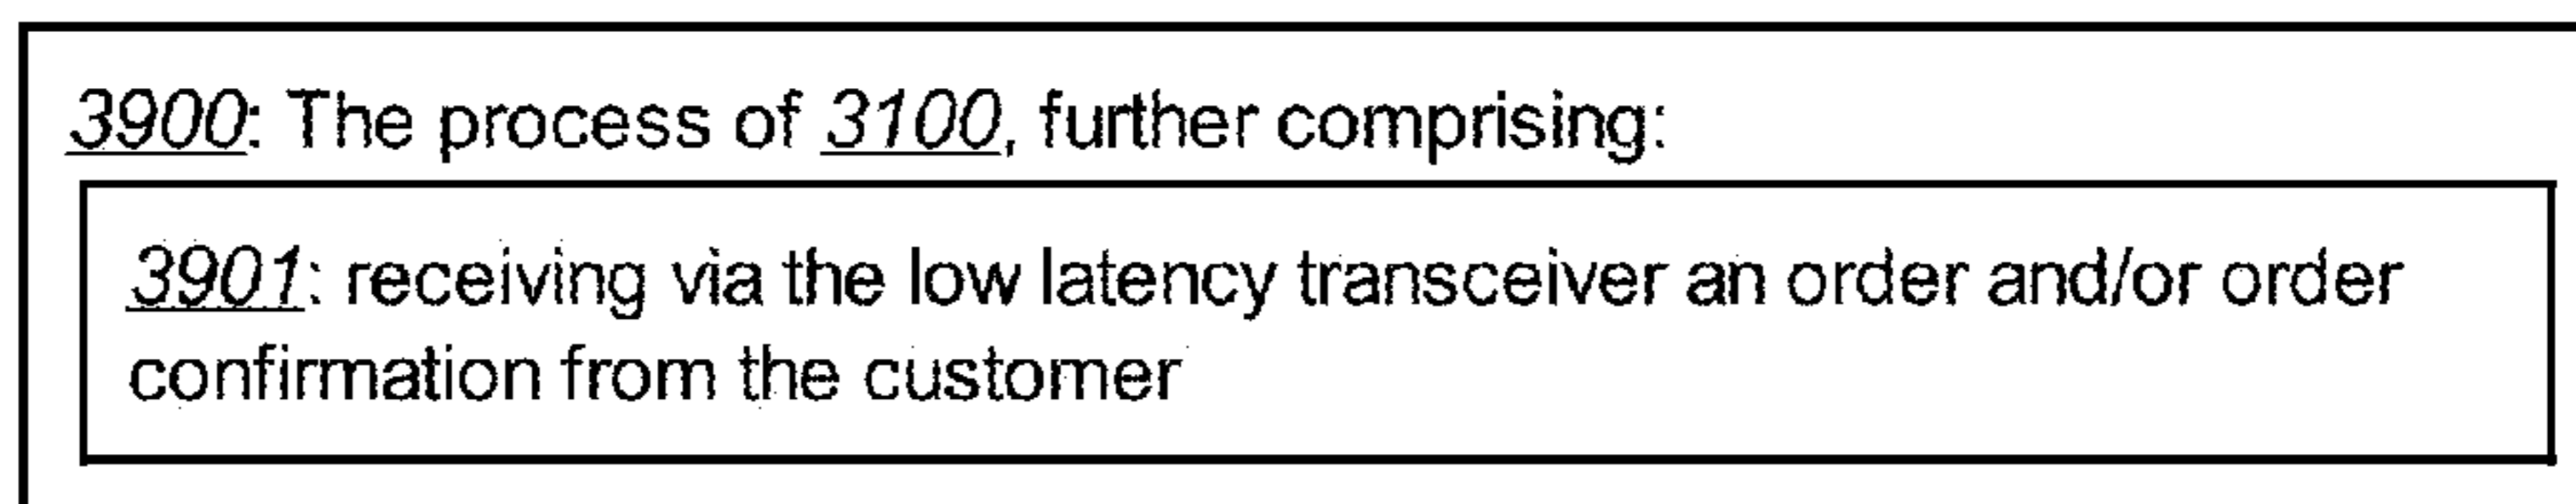 3900: The process of 3100, further comprising:
3901: receiving via the low latency transceiver an order and/or order
confirmation from the customer